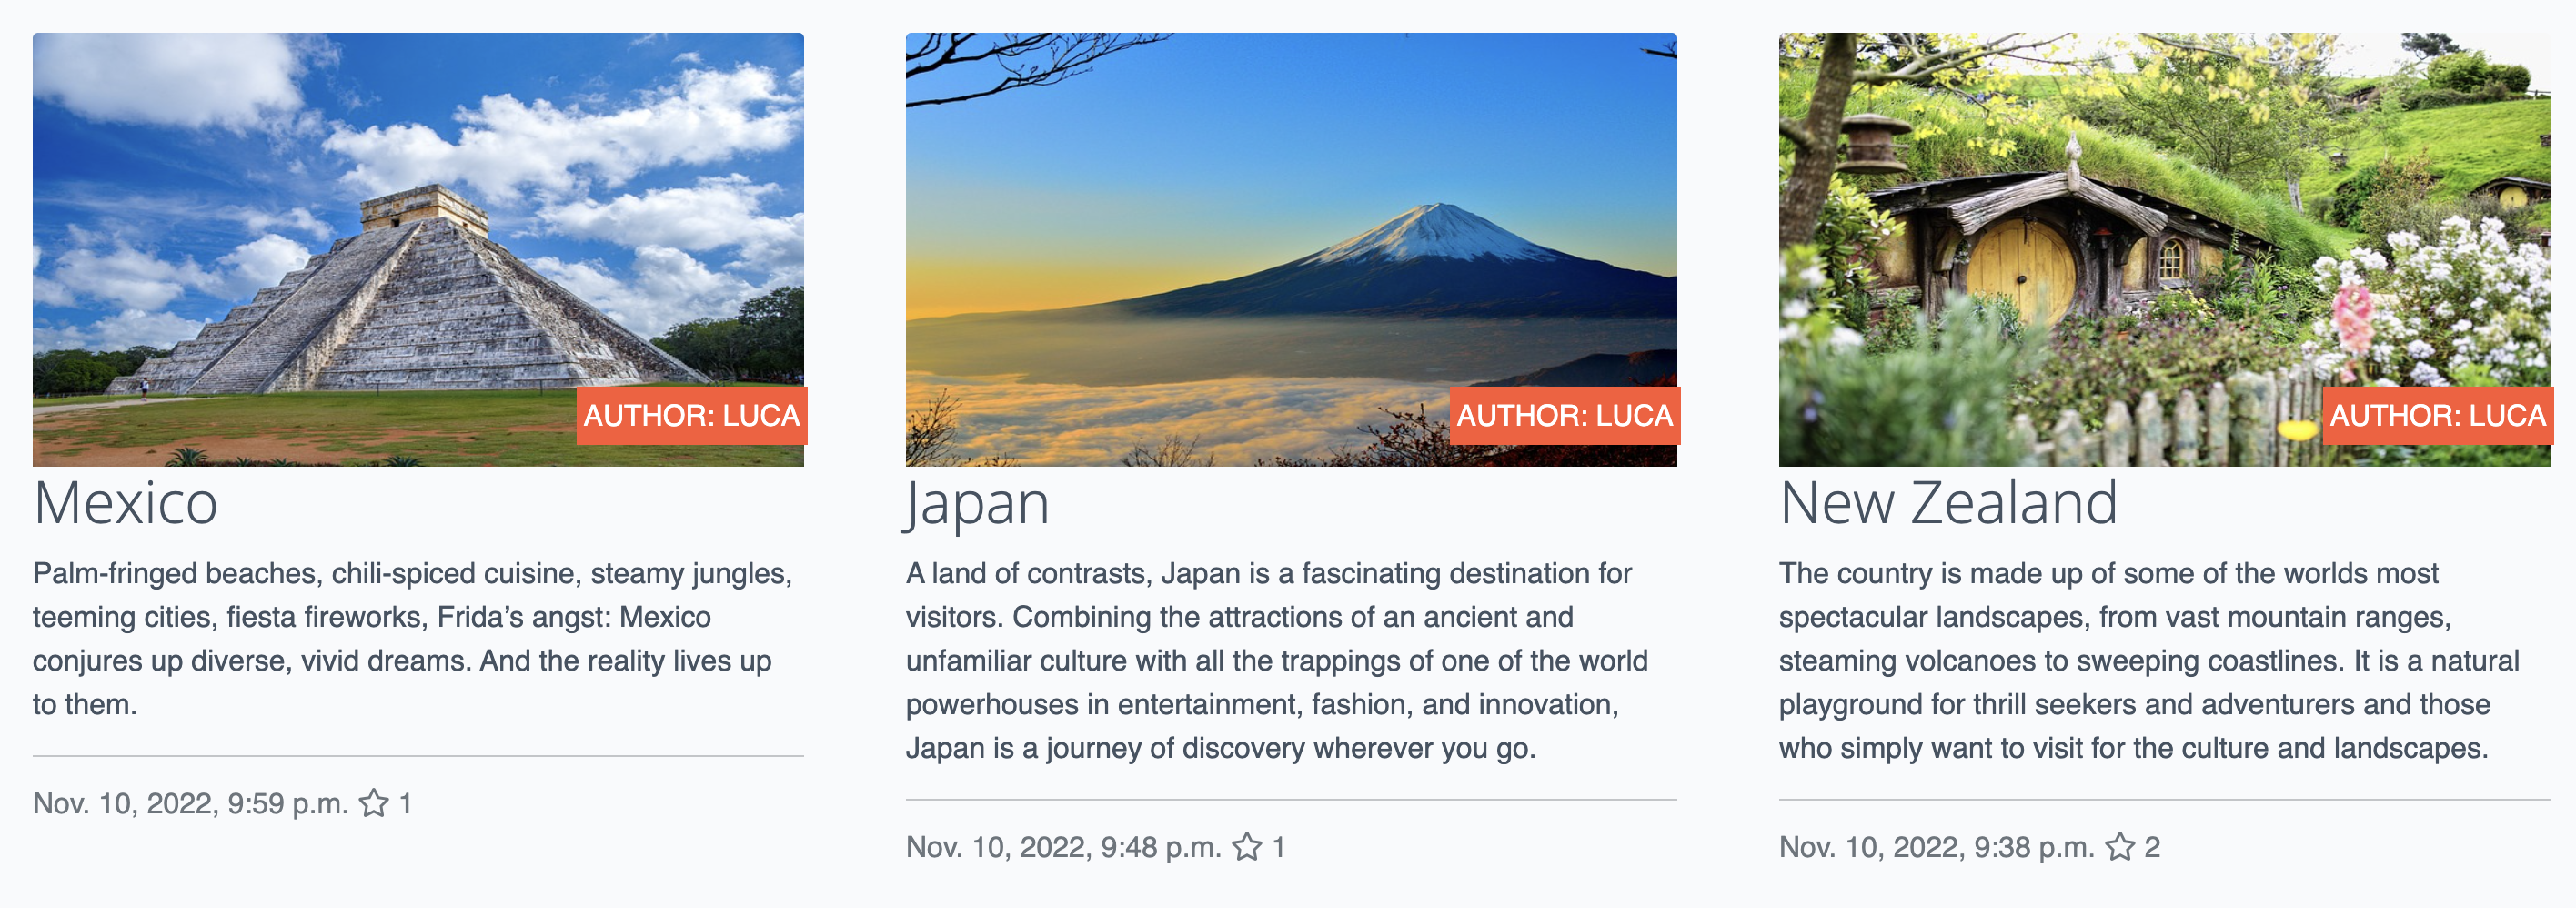 AUTHOR: LUCA
Mexico
Palm-fringed beaches, chili-spiced cuisine, steamy jungles,
teeming cities, fiesta fireworks, Frida’s angst: Mexico
conjures up diverse, vivid dreams. And the reality lives up
to them.
Nov. 10, 2022, 9:59 p.m. 1
AUTHOR: LUCA
Japan
A land of contrasts, Japan is a fascinating destination for
visitors. Combining the attractions of an ancient and
unfamiliar culture with all the trappings of one of the world
powerhouses in entertainment, fashion, and innovation,
Japan is a journey of discovery wherever you go.
Nov. 10, 2022, 9:48 p.m. 1
AUTHOR: LUCA
New Zealand
The country is made up of some of the worlds most
spectacular landscapes, from vast mountain ranges,
steaming volcanoes to sweeping coastlines. It is a natural
playground for thrill seekers and adventurers and those
who simply want to visit for the culture and landscapes.
Nov. 10, 2022, 9:38 p.m. 2